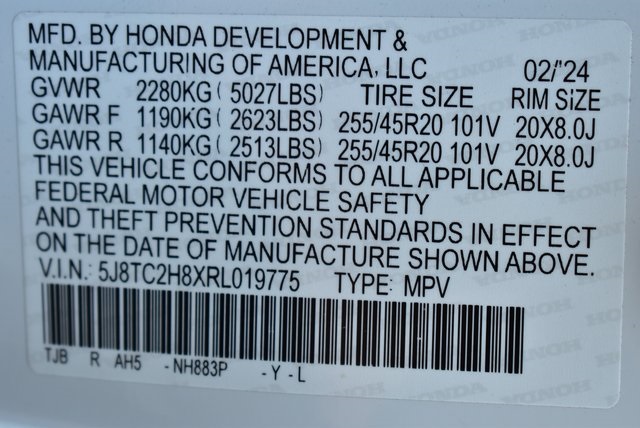 MFD. BY HONDA DEVELOPMENT &
MANUFACTURING OF AMERICA, LLC 02/'24
GVWR 2280KG( 5027LBS) TIRE SIZE RIM SIZE
GAWR F 1190KG( 2623LBS) 255/45R20 101V 20X8.0J
GAWR R 1140KG( 2513LBS) 255/45R20 101V 20X8.0J
THIS VEHICLE CONFORMS TO ALL APPLICABLE
FEDERAL MOTOR VEHICLE SAFETY
AND THEFT PREVENTION STANDARDS IN EFFECT
ON THE DATE OF MANUFACTURE SHOWN ABOVE.
V.I.N.: 5J8TC2H8XRL019775 TYPE: MPV
TJB R AH5 -NH883P -Y-L